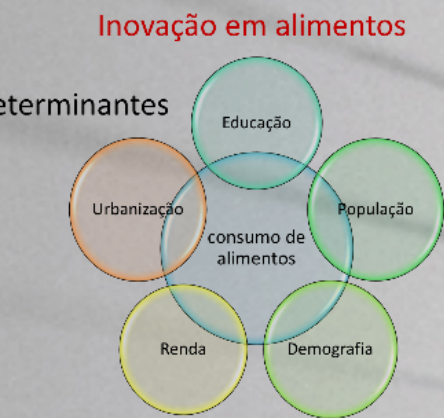 Inovação em alimentos
eterminantes
Educação
Urbanização
População
consumo de
alimentos
Renda
Demografia